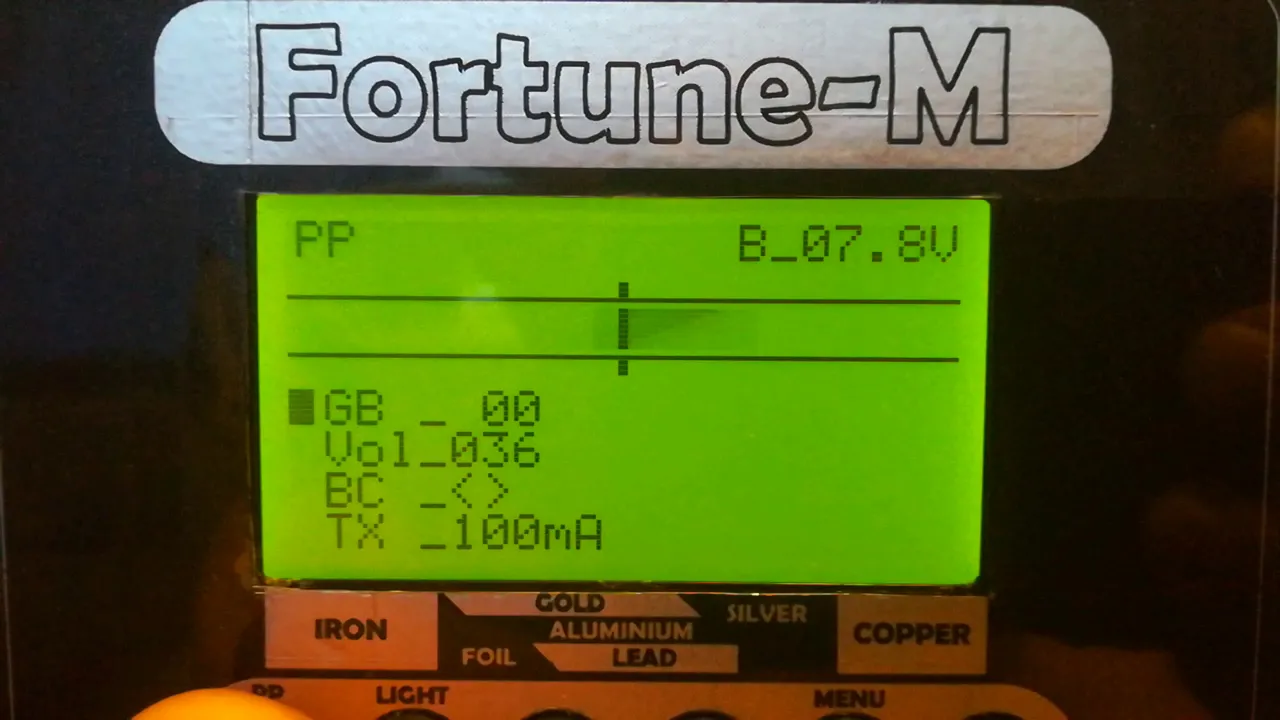 Fortune-M
PP B_07.8V
GB _ 00
Vol_036
BC _<>
TX _100mA
IRON
GOLD
SILVER
ALUMINIUM
COPPER
FOIL
LEAD
PP LIGHT MENU